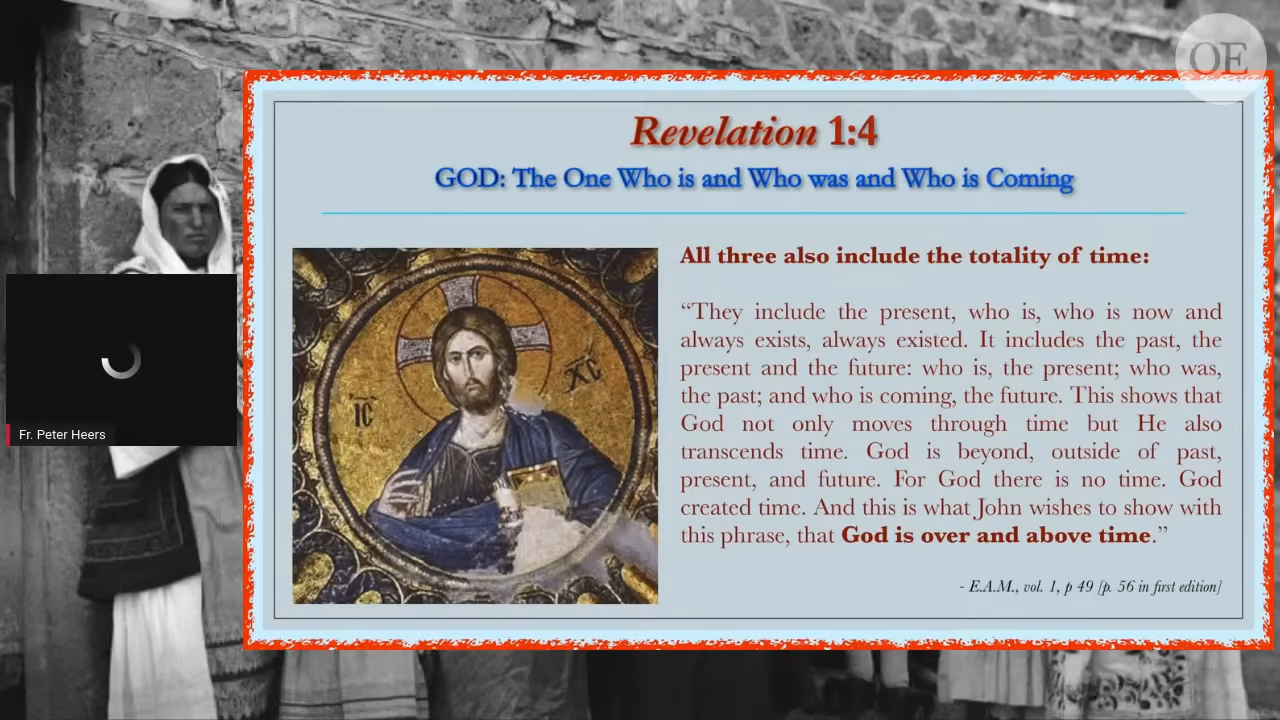 OE
Revelation 1:4
GOD: The One Who is and Who was and Who is Coming
All three also include the totality of time:
“They include the present, who is, who is now and
always exists, always existed. It includes the past, the
present and the future: who is, the present; who was,
the past; and who is coming, the future. This shows that
God not only moves through time but He also
transcends time. God is beyond, outside of past,
present, and future. For God there is no time. God
created time. And this is what John wishes to show with
this phrase, that God is over and above time.”
- E.A.M., vol. 1, p 49 [p. 56 in first edition]
IC
XC
Fr. Peter Heers